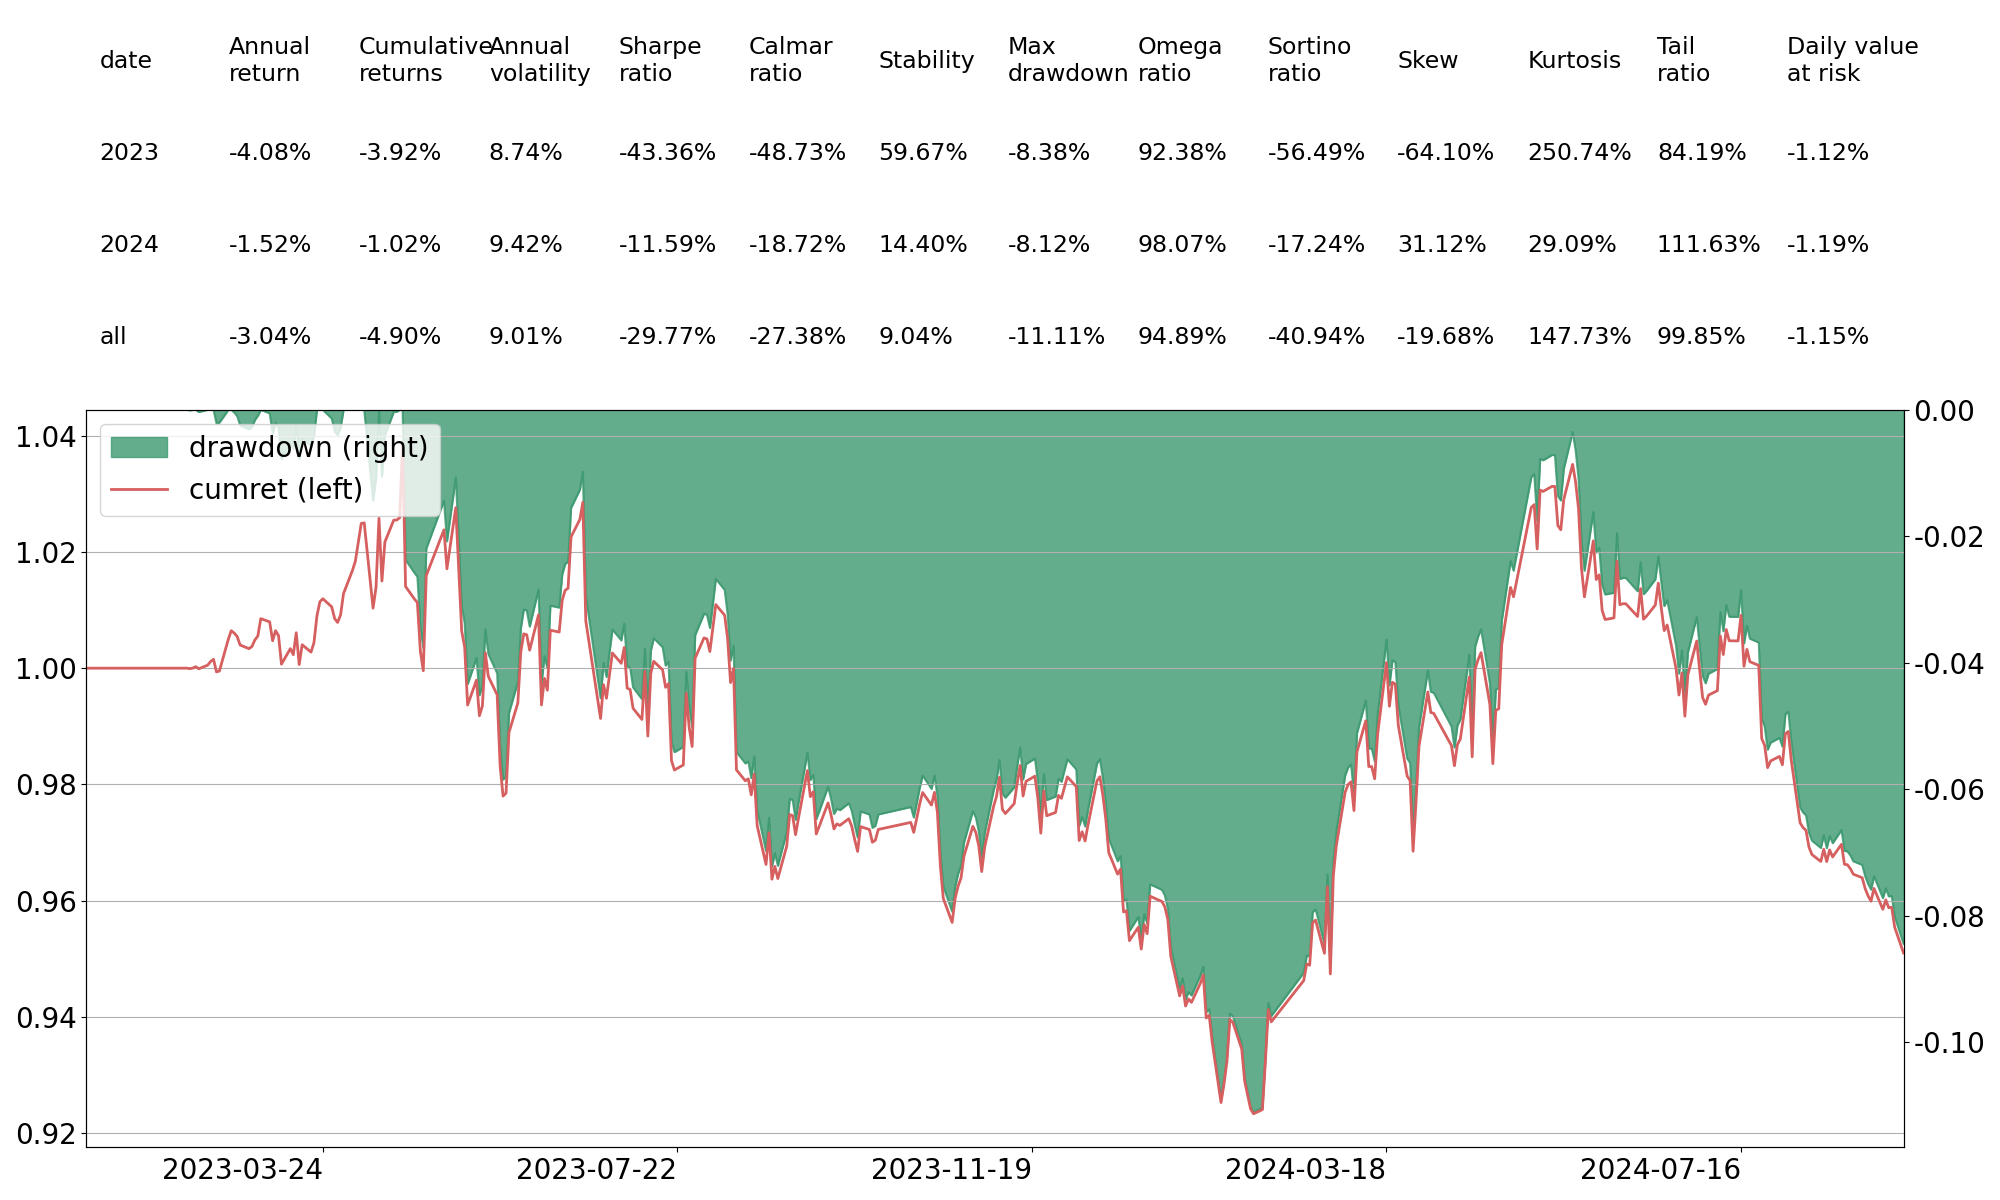 date Annual return Cumulative returns Annual volatility Sharpe ratio Calmar ratio Stability Max drawdown Omega ratio Sortino ratio Skew Kurtosis Tail ratio Daily value at risk
2023 -4.08% -3.92% 8.74% -43.36% -48.73% 59.67% -8.38% 92.38% -56.49% -64.10% 250.74% 84.19% -1.12%
2024 -1.52% -1.02% 9.42% -11.59% -18.72% 14.40% -8.12% 98.07% -17.24% 31.12% 29.09% 111.63% -1.19%
all -3.04% -4.90% 9.01% -29.77% -27.38% 9.04% -11.11% 94.89% -40.94% -19.68% 147.73% 99.85% -1.15%
drawdown (right)
cumret (left)
1.04
1.02
1.00
0.98
0.96
0.94
0.92
0.00
-0.02
-0.04
-0.06
-0.08
-0.10
2023-03-24 2023-07-22 2023-11-19 2024-03-18 2024-07-16